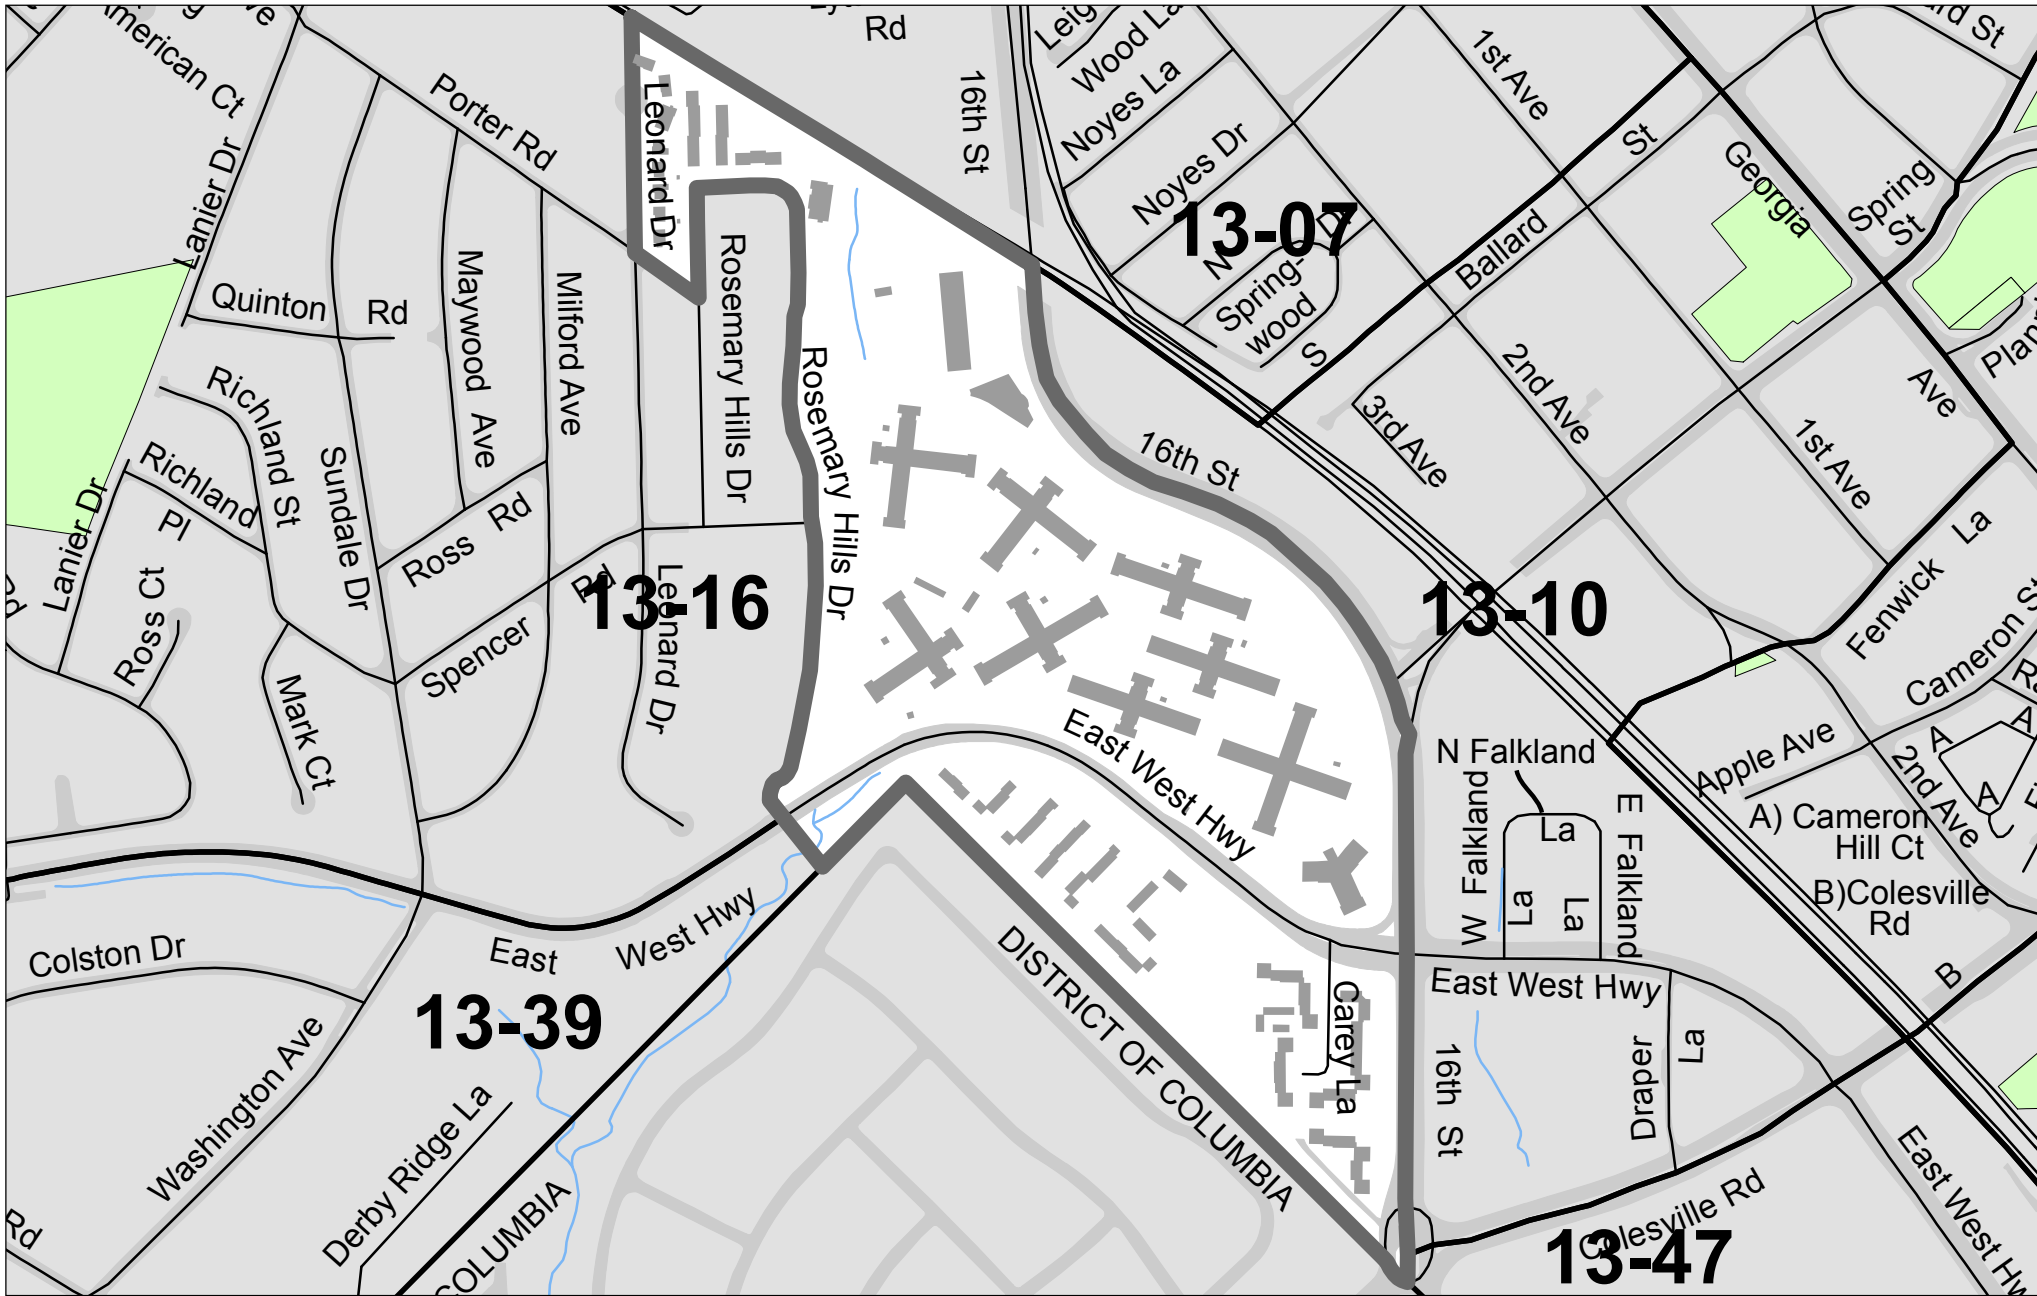 American Ct
Ave
Rd
16th St
Wood La
Noyes La
Noyes Dr
1st Ave
St
Georgia
Spring
St
Porter Rd
Leonard Dr
Lanier Dr
13-07
N
Spring-
wood
S
Ballard
Quinton
Rd
Maywood Ave
Milford Ave
Rosemary Hills Dr
Rosemary Hills Dr
2nd Ave
3rd Ave
1st Ave
Ave
16th St
Richland St
Richland
Pl
Sundale Dr
Lanier Dr
Ross Ct
Ross Rd
Spencer
Rd
13-16
Leonard Dr
Mark Ct
13-10
Fenwick La
Cameron St
Apple Ave
2nd Ave
A
A
A
A) Cameron
Hill Ct
B)Colesville
Rd
B
N Falkland
La
W Falkland
La
E Falkland
La
East West Hwy
East West Hwy
East
West Hwy
Colston Dr
13-39
Washington Ave
Derby Ridge La
COLUMBIA
DISTRICT OF COLUMBIA
Carey La
16th St
Draper
La
Colesville Rd
13-47
East West Hwy
Rd